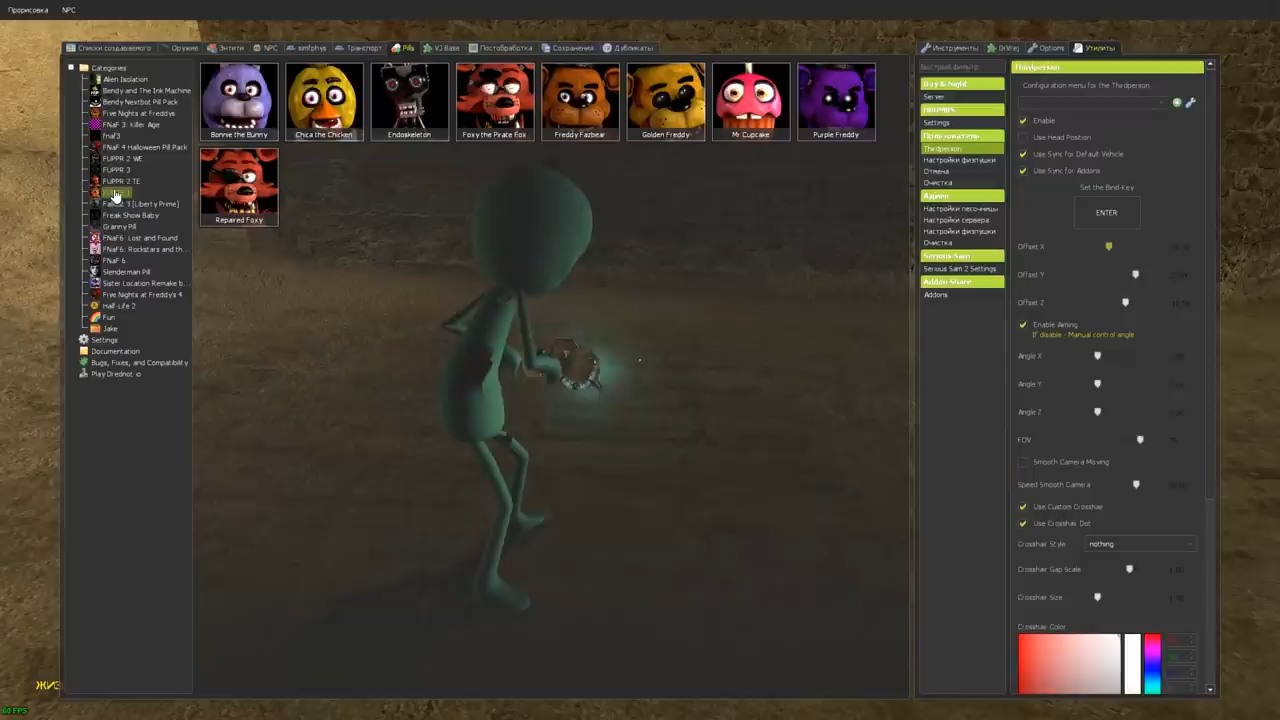 Прорисовка NPC
Списки создаваемого Оружие Энтити NPC simfphys Транспорт Pills VJ Base Постобработка Сохранения Дубликаты
Categories
Alien Isolation
Bendy and The Ink Machine
Bendy Nextbot Pill Pack
Five Nights at Freddys
FNaF 3: Killer Age
fnaf3
FNaF 4 Halloween Pill Pack
FUPPR 2 WE
FUPPR 3
FUPPR 2 TE
3 [Liberty Prime]
Freak Show Baby
Granny Pill
FNaF6: Lost and Found
FNaF6: Rockstars and th...
FNaF 6
Slenderman Pill
Sister Location Remake b...
Five Nights at Freddy's 4
Half-Life 2
Fun
Jake
Settings
Documentation
Bugs, Fixes, and Compatibility
Play Drednot io
Bonnie the Bunny Chica the Chicken Endoskeleton Foxy the Pirate Fox Freddy Fazbear Golden Freddy Mr Cupcake Purple Freddy
Repaired Foxy
Инструменты DrVrej Options Утилиты
Быстрый фильтр
Day & Night
Server
Settings
Пользователь
Thirdperson
Настройки физпушки
Отмена
Очистка
Админ
Настройки песочницы
Настройки сервера
Настройки физпушки
Очистка
Serious Sam
Serious Sam 2 Settings
Addon Share
Addons
Thirdperson
Configuration menu for the Thirdperson
Enable
Use Head Position
Use Sync for Default Vehicle
Use Sync for Addons
Set the Bind-Key
ENTER
Offset X
Offset Y
Offset Z
Enable Aiming
If disable - Manual control angle
Angle X
Angle Y
Angle Z
FOV
Smooth Camera Moving
Speed Smooth Camera
Use Custom Crosshair
Use Crosshair Dot
Crosshair Style nothing
Crosshair Gap Scale
Crosshair Size
Crosshair Color
60 FPS